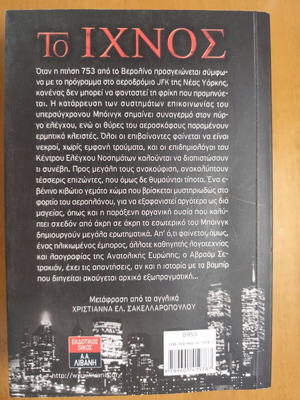 Το ΙΧΝΟΣ
Όταν η πτήση 753 από το Βερολίνο προσγειώνεται σύμφω-
να με το πρόγραμμα στο αεροδρόμιο JFK της Νέας Υόρκης,
κανένας δεν μπορεί να φανταστεί τη φρίκη που προμηνύε-
ται. Η κατάρρευση των συστημάτων επικοινωνίας του
υπερσύχρονου Μπόινγκ σημαίνει συναγερμό στον πύργο
ελέγχου, ενώ οι θύρες του αεροσκάφους παραμένουν
ερμητικά κλειστές. Όλοι οι επιβαίνοντες φαίνεται να είναι
νεκροί, χωρίς εμφανή τραύματα, και οι επιδημιολόγοι του
Κέντρου Ελέγχου Νοσημάτων καλούνται να διαπιστώσουν
τι συνέβη. Προς μεγάλη τους ανακούφιση, ανακαλύπτουν
τέσσερις επιζώντες, που όμως δε θυμούνται τίποτα. Ένα ε-
βένινο κιβώτιο γεμάτο χώμα που βρίσκεται μυστηριωδώς στο
φορτίο του αεροπλάνου, για να εξαφανιστεί αργότερα ως διά
μαγείας, όπως και η παράξενη οργανική ουσία που καλύ-
πτει σχεδόν από άκρη σε άκρη το εσωτερικό του Μπόινγκ
δημιουργούν μεγάλα ερωτηματικά. Απ' ό,τι φαίνεται, όμως,
ένας ηλικιωμένος έμπορος, άλλοτε καθηγητής λογοτεχνίας
και λαογραφίας της Ανατολικής Ευρώπης, ο Αβραάμ Σε-
τρακιάν, έχει τις απαντήσεις, αν και η ιστορία με τα βαμπίρ
που διηγείται ακούγεται αρχικά εξωπραγματική...
Μετάφραση από τα αγγλικά
ΧΡΙΣΤΙΑΝΝΑ ΕΛ. ΣΑΚΕΛΛΑΡΟΠΟΥΛΟΥ
ΕΚΔΟΤΙΚΟΣ
ΟΙΚΟΣ
Α.Α.
ΛΙΒΑΝΗ